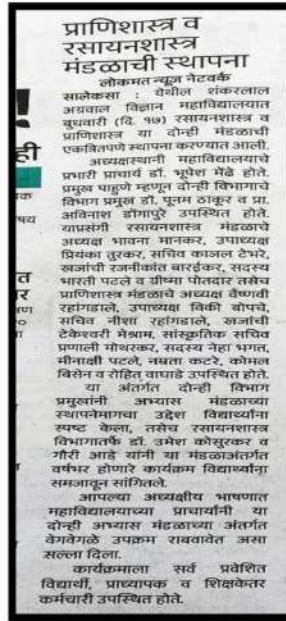 प्राणिशास्त्र व
रसायनशास्त्र
मंडळाची स्थापना
लोकमत न्यूज नेटवर्क
सालेकसा : येथील शंकरलाल
अग्रवाल विज्ञान महाविद्यालयात
बुधवारी (दि. १७) रसायनशास्त्र व
प्राणिशास्त्र या दोन्ही मंडळाची
एकत्रितपणे स्थापना करण्यात आली.
अध्यक्षस्थानी महाविद्यालयाचे
प्रभारी प्राचार्य डॉ. भूपेश मेंढे होते.
प्रमुख पाहुणे म्हणून दोन्ही विभागाचे
विभाग प्रमुख डॉ. पूनम ठाकूर व प्रा.
अविनाश डोंगापुरे उपस्थित होते.
याप्रसंगी रसायनशास्त्र मंडळाचे
अध्यक्ष भावना मानकर, उपाध्यक्ष
प्रियंका तुरकर, सचिव काजल टेंभरे,
खजांची रजनीकांत बारईकर, सदस्य
भारती पटले व ग्रीष्मा पोतदार तसेच
प्राणिशास्त्र मंडळाचे अध्यक्ष वैष्णवी
रहांगडाले, उपाध्यक्ष विकी बोपचे,
सचिव नीशा रहांगडाले, खजांची
टेकेश्वरी मेश्राम, सांस्कृतिक सचिव
प्रणाली मोथरकर, सदस्य नेहा भगत,
मीनाक्षी पटले, नम्रता कटरे, कोमल
बिसेन व रोहित वाघाडे उपस्थित होते.
या अंतर्गत दोन्ही विभाग
प्रमुखांनी अभ्यास मंडळाच्या
स्थापनेमागचा उद्देश विद्यार्थ्यांना
स्पष्ट केला, तसेच रसायनशास्त्र
विभागातर्फे डॉ. उमेश कोसुरकर व
गौरी आड़े यांनी या मंडळाअंतर्गत
वर्षभर होणारे कार्यक्रम विद्यार्थ्यांना
समजावून सांगितले.
आपल्या अध्यक्षीय भाषणात
महाविद्यालयाच्या प्राचार्यांनी या
दोन्ही अभ्यास मंडळाच्या अंतर्गत
वेगवेगळे उपक्रम राबवावेत असा
सल्ला दिला.
कार्यक्रमाला सर्व प्रवेशित
विद्यार्थी, प्राध्यापक व शिक्षकेतर
कर्मचारी उपस्थित होते.